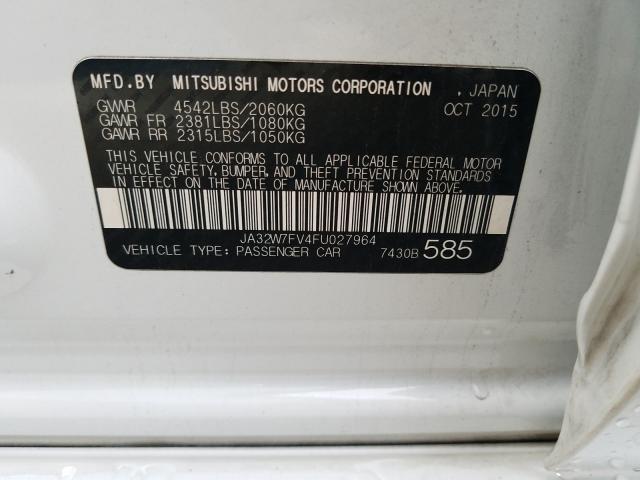 MFD.BY MITSUBISHI MOTORS CORPORATION , JAPAN
GVWR 4542LBS/2060KG OCT 2015
GAWR FR 2381LBS/1080KG
GAWR RR 2315LBS/1050KG
THIS VEHICLE CONFORMS TO ALL APPLICABLE FEDERAL MOTOR
VEHICLE SAFETY, BUMPER, AND THEFT PREVENTION STANDARDS
IN EFFECT ON THE DATE OF MANUFACTURE SHOWN ABOVE.
JA32W7FV4FU027964
VEHICLE TYPE: PASSENGER CAR 7430B 585